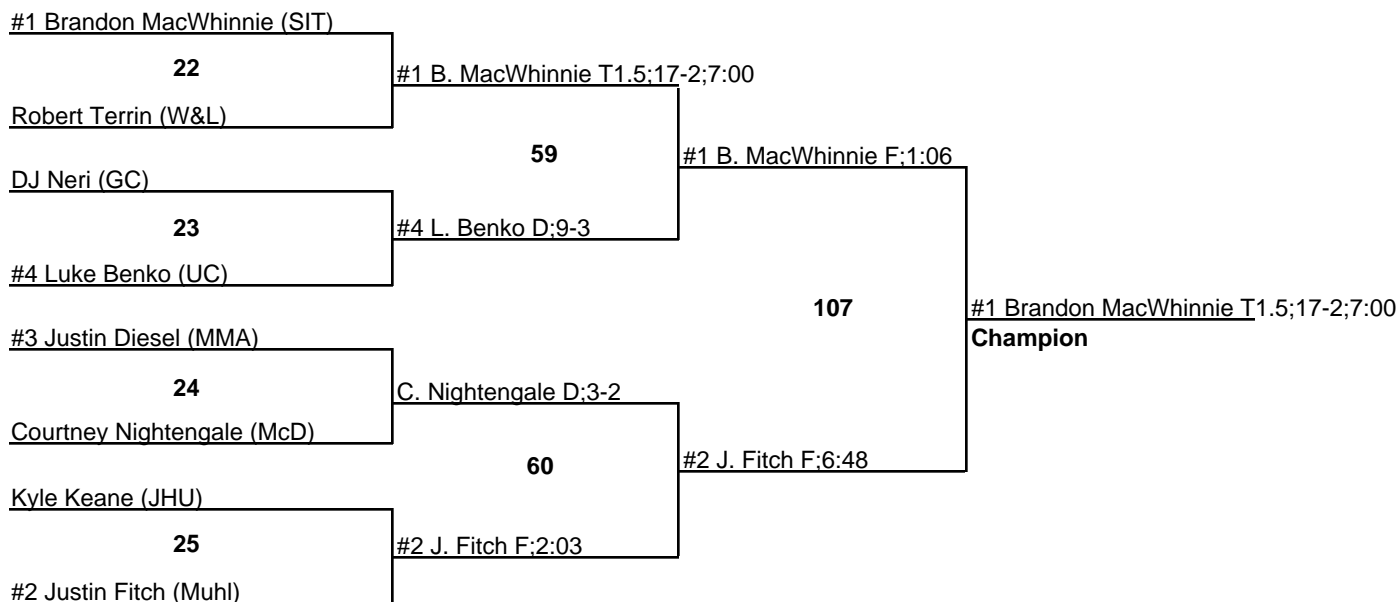 #1 Brandon MacWhinnie (SIT)
22
#1 B. MacWhinnie T1.5;17-2;7:00
Robert Terrin (W&L)
59
#1 B. MacWhinnie F;1:06
DJ Neri (GC)
23
#4 L. Benko D;9-3
#4 Luke Benko (UC)
107
#1 Brandon MacWhinnie T1.5;17-2;7:00
Champion
#3 Justin Diesel (MMA)
24
C. Nightengale D;3-2
Courtney Nightengale (McD)
60
#2 J. Fitch F;6:48
Kyle Keane (JHU)
25
#2 J. Fitch F;2:03
#2 Justin Fitch (Muhl)